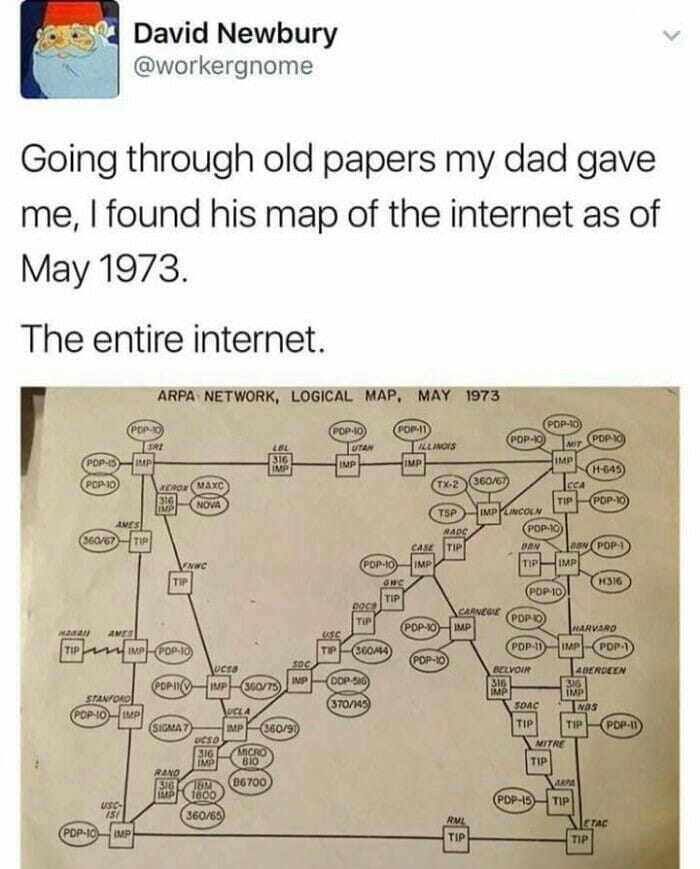 David Newbury
@workergnome
Going through old papers my dad gave
me, I found his map of the internet as of
May 1973.
The entire internet.
ARPA NETWORK, LOGICAL MAP, MAY 1973
PDP-10
SRI
PDP-15
IMP
PDP-10
LBL
316
IMP
PDP-10
UTAH
IMP
PDP-11
ILLINOIS
IMP
PDP-10
PDP-10
MIT
PDP-10
IMP
H-645
XEROX
MAXC
316
IMP
NOVA
TX-2
360/67
TSP
IMP
LINCOLN
CCA
TIP
PDP-10
AMES
360/67
TIP
RADC
TIP
CASE
PDP-10
IMP
PDP-10
BBN
TIP
BBN
PDP-1
IMP
PDP-10
H316
FNWC
TIP
GWC
TIP
DOCB
TIP
CARNEGIE
PDP-10
IMP
PDP-10
PDP-10
HARVARD
PDP-11
IMP
PDP-1
HAWAII
TIP
AMES
IMP
PDP-10
USC
TIP
360/44
UCSB
PDP-11
IMP
360/75
SDC
IMP
DDP-516
370/145
BELVOIR
316
IMP
ABERDEEN
316
IMP
STANFORD
PDP-10
IMP
UCLA
SIGMA 7
IMP
360/91
SDAC
TIP
NBS
TIP
PDP-11
UCSD
316
IMP
MICRO
810
B6700
MITRE
TIP
RAND
316
IMP
IBM
1800
360/65
ARPA
PDP-15
TIP
USC-
ISI
PDP-10
IMP
RML
TIP
ETAC
TIP